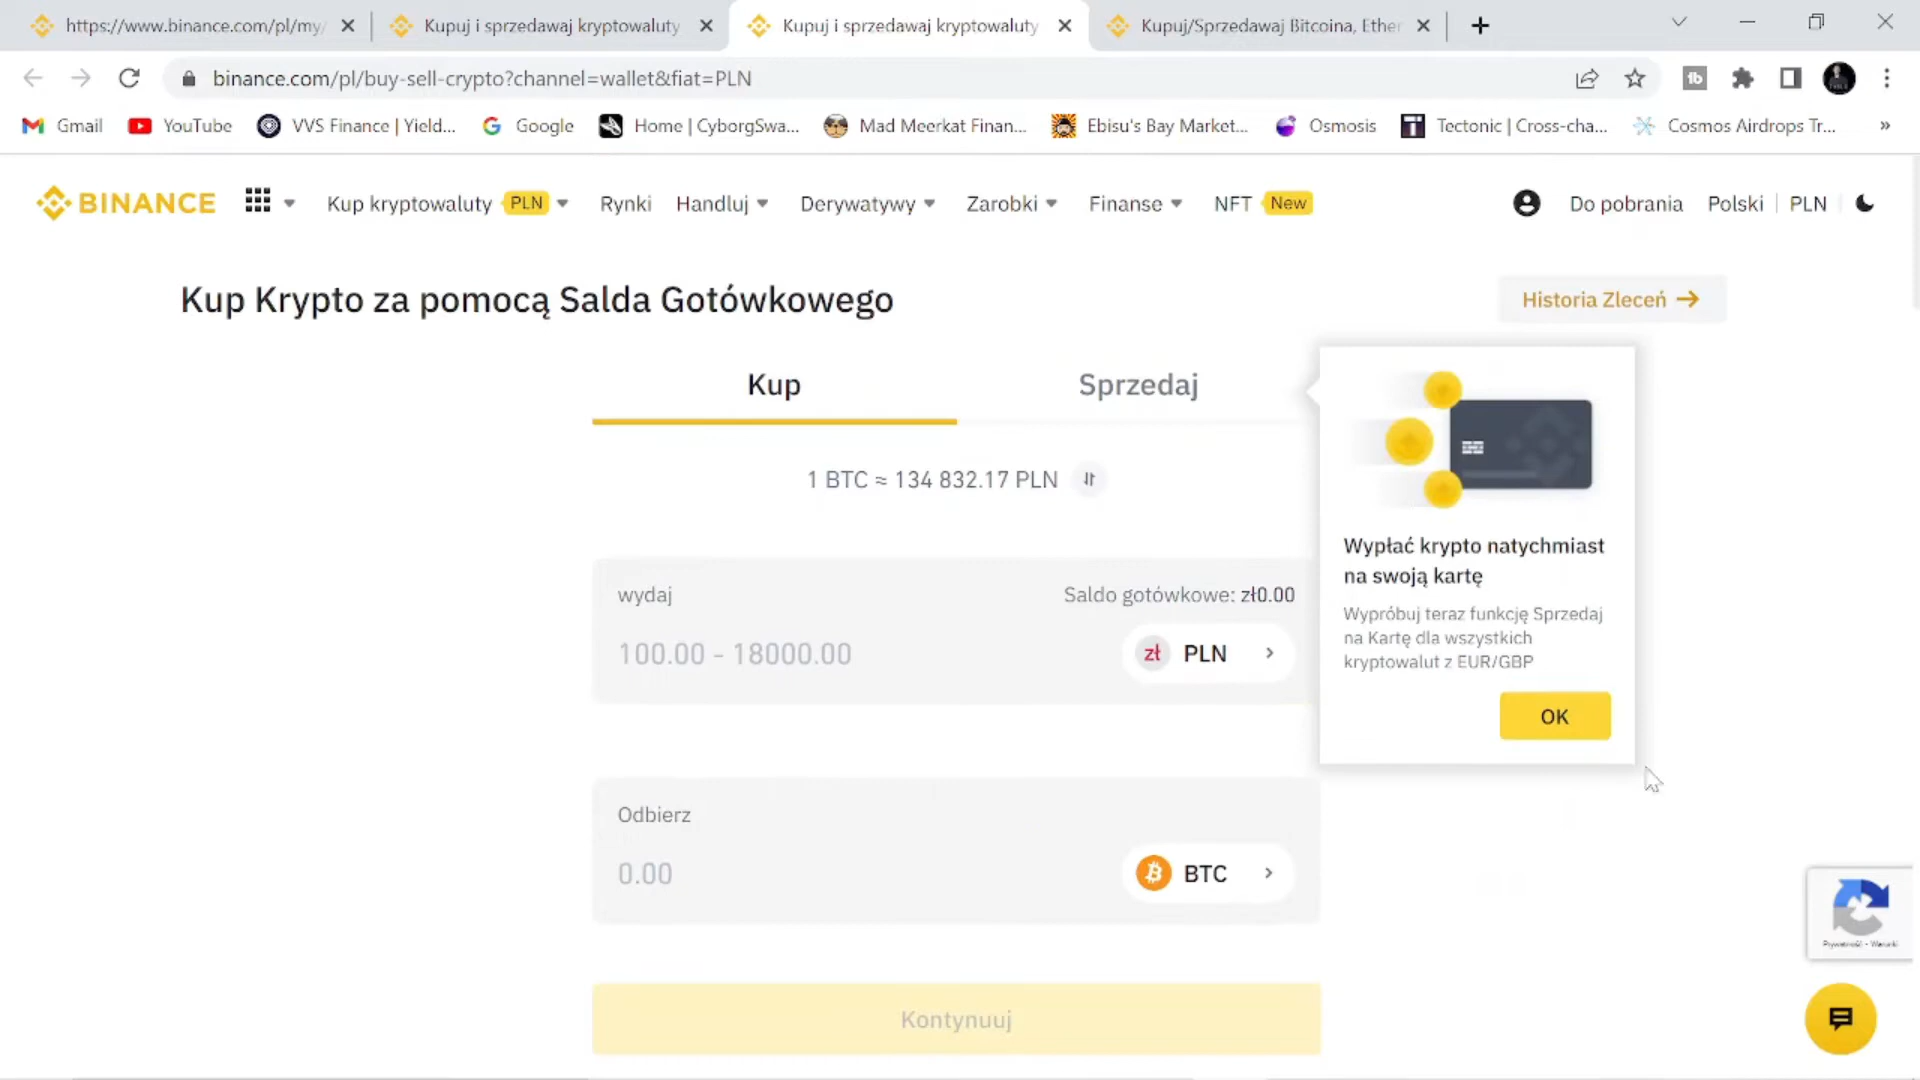 https://www.binance.com/pl/my/
Kupuj i sprzedawaj kryptowaluty
Kupuj i sprzedawaj kryptowaluty
Kupuj/Sprzedawaj Bitcoina, Ether
binance.com/pl/buy-sell-crypto?channel=wallet&fiat=PLN
Gmail
YouTube
VVS Finance | Yield...
Google
Home | CyborgSwa...
Mad Meerkat Finan...
Ebisu's Bay Market...
Osmosis
Tectonic | Cross-cha...
Cosmos Airdrops Tr...
»
BINANCE
Kup kryptowaluty PLN
Rynki
Handluj
Derywatywy
Zarobki
Finanse
NFT New
Do pobrania
Polski
PLN
Kup Krypto za pomocą Salda Gotówkowego
Historia Zleceń →
Kup
Sprzedaj
1 BTC ≈ 134 832.17 PLN
wydaj
Saldo gotówkowe: zł0.00
100.00 - 18000.00
zł PLN
Wypłać krypto natychmiast
na swoją kartę
Wypróbuj teraz funkcję Sprzedaj
na Kartę dla wszystkich
kryptowalut z EUR/GBP
OK
Odbierz
0.00
BTC
Prywatność - Warunki
Kontynuuj